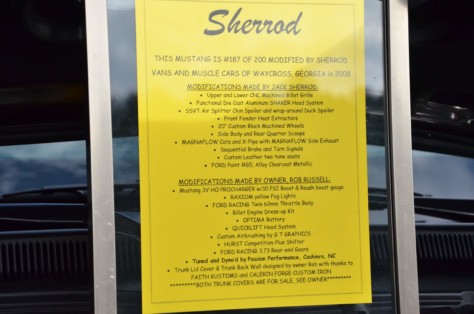 Sherrod
THIS MUSTANG IS #187 OF 200 MODIFIED BY SHERROD
VANS AND MUSCLE CARS OF WAYCROSS, GEORGIA in 2008
MODIFICATIONS MADE BY JACK SHERROD:
• Upper and Lower CNC Machined Billet Grille
• Functional Die Cast Aluminum SHAKER Hood System
• SSVT Air Splitter Chin Spoiler and wrap-around Duck Spoiler
• Front Fender Heat Extractors
• 20" Custom Black Machined Wheels
• Side Body and Rear Quarter Scoops
• MAGNAFLOW Cats and X-Pipe with MAGNAFLOW Side Exhaust
• Sequential Brake and Turn Signals
• Custom Leather two-tone seats
• FORD Paint #G5, Alloy Clearcoat Metallic
MODIFICATIONS MADE BY OWNER, ROB RUSSELL:
• Mustang IV HO PROCHARGER w/10 PSI Boost & Roush boost gauge
• RAXIOM yellow Fog Lights
• FORD RACING Twin 62mm Throttle Body
• Billet Engine Dress-up Kit
• OPTIMA Battery
• QUICKLIFT Hood System
• Custom Airbrushing by G T GRAPHICS
• HURST Competition Plus Shifter
• FORD RACING 3.73 Rear-end Gears
• Tuned and Dyno'd by Passion Performance, Cashiers, NC
• Trunk Lid Cover & Trunk Back Wall designed by owner Rob with thanks to
FAITH KUSTOMS and CALERIN FORGE CUSTOM IRON
*********BOTH TRUNK COVERS ARE FOR SALE, SEE OWNER*********